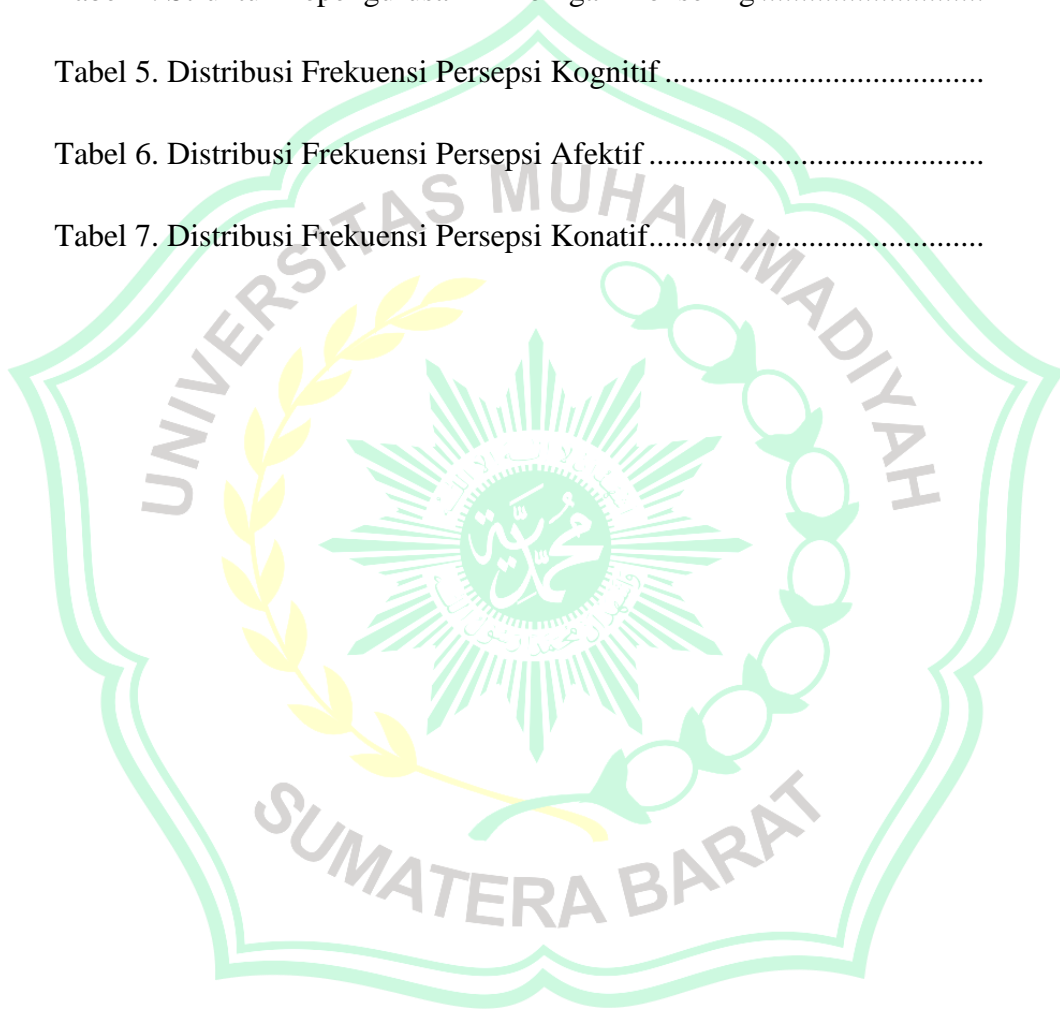 Tabel 5. Distribusi Frekuensi Persepsi Kognitif ........................................
Tabel 6. Distribusi Frekuensi Persepsi Afektif ..........................................
Tabel 7. Distribusi Frekuensi Persepsi Konatif..........................................
UNIVERSITAS MUHAMMADIYAH
محمدية
SUMATERA BARAT